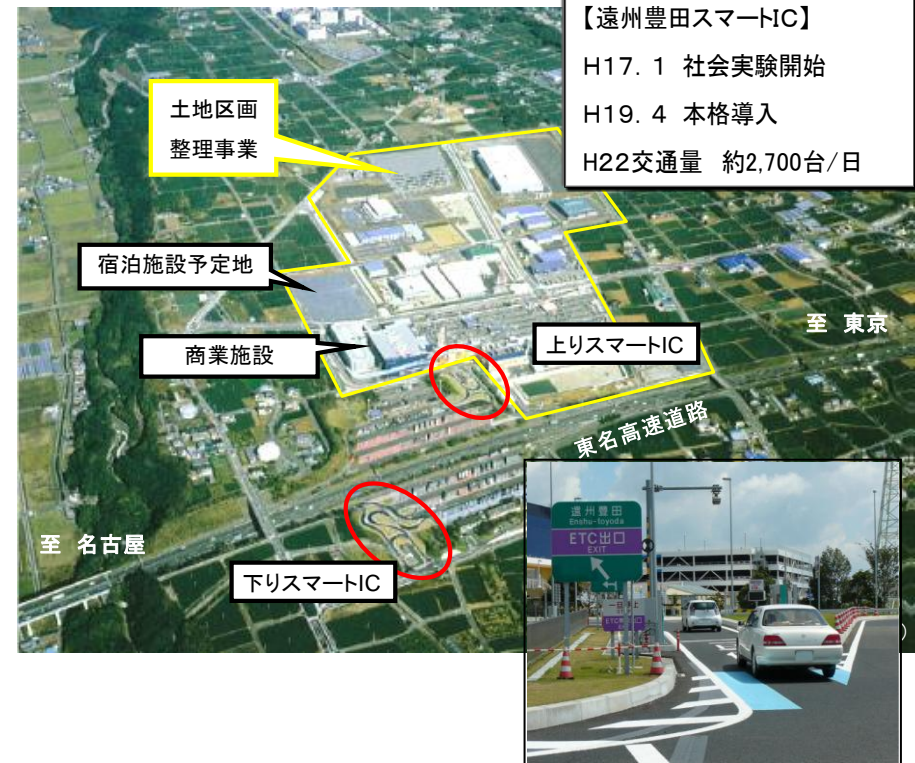 【遠州豊田スマートIC】
H17.1 社会実験開始
H19.4 本格導入
H22交通量 約2,700台/日
土地区画
整理事業
宿泊施設予定地
商業施設
上りスマートIC
至 東京
東名高速道路
至 名古屋
下りスマートIC
遠州豊田
Enshu-toyoda
ETC出口
EXIT
)